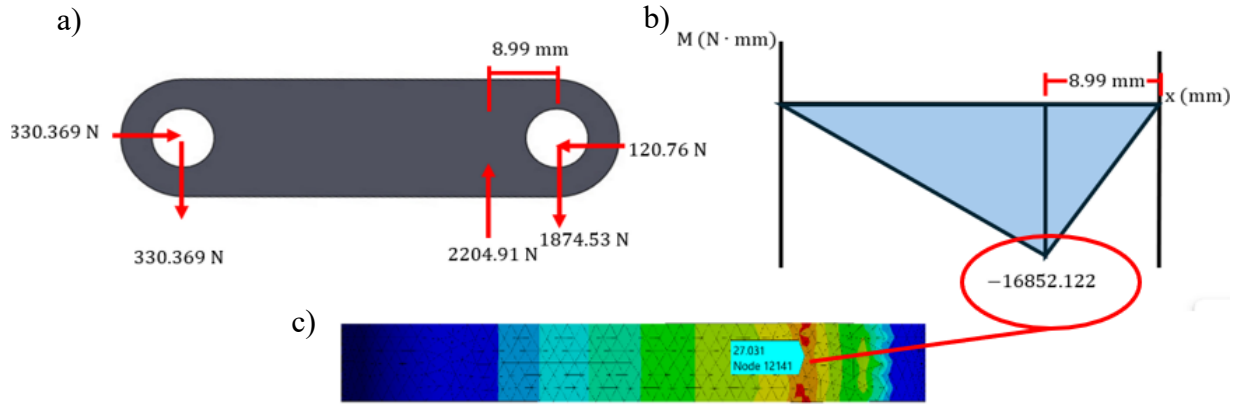 a)
8.99 mm
330.369 N
120.76 N
330.369 N
2204.91 N
1874.53 N
b)
M (N · mm)
8.99 mm
x (mm)
−16852.122
c)
27.031
Node 12141